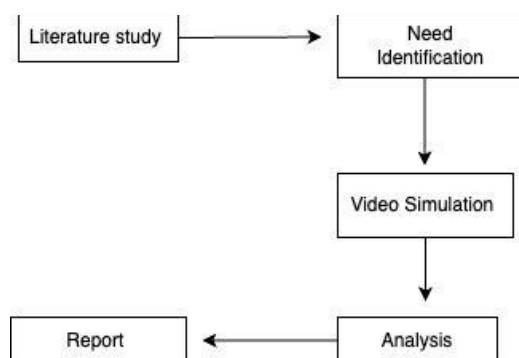 Literature study
Need
Identification
Video Simulation
Report
Analysis